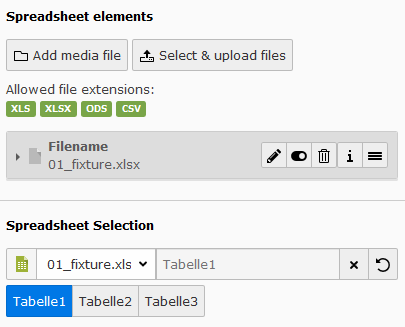 Spreadsheet elements
Add media file Select & upload files
Allowed file extensions:
XLS XLSX ODS CSV
Filename
01_fixture.xlsx
Spreadsheet Selection
01_fixture.xls Tabelle1
Tabelle1 Tabelle2 Tabelle3